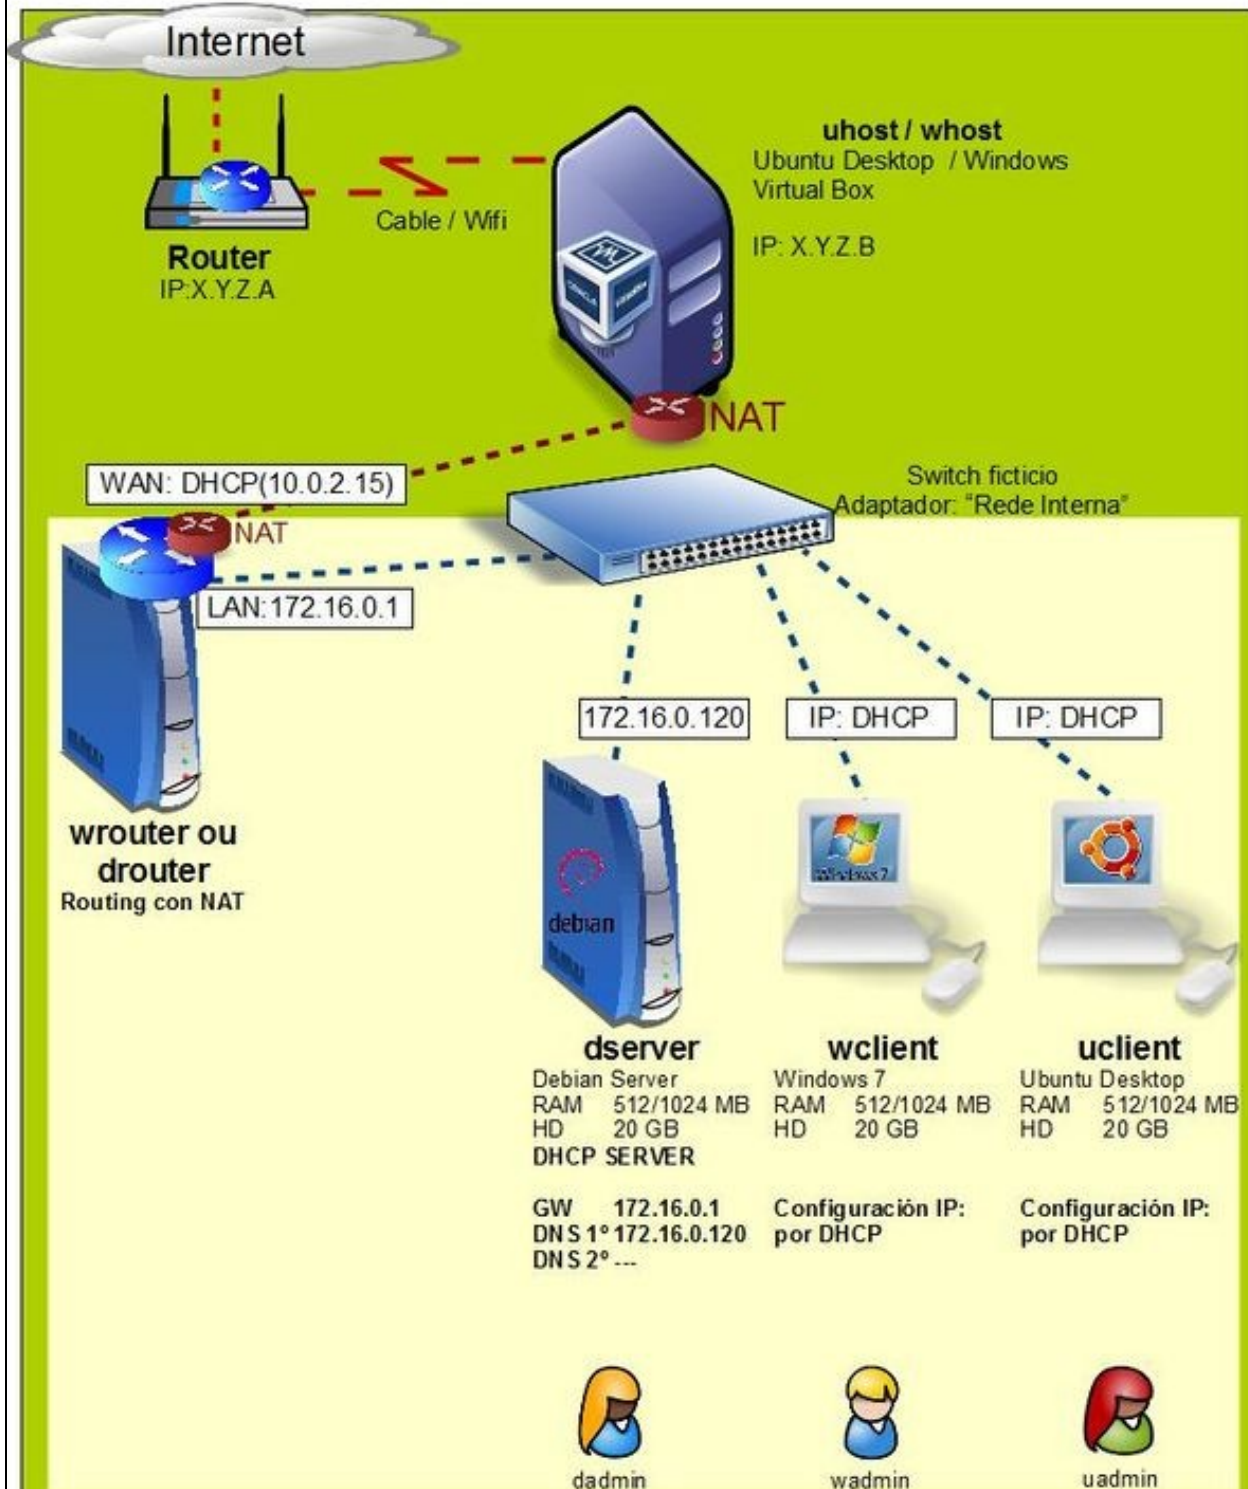 Internet
uhost / whost
Ubuntu Desktop / Windows
Virtual Box
IP: X.Y.Z.B
Cable / Wifi
Router
IP:X.Y.Z.A
NAT
WAN: DHCP(10.0.2.15)
NAT
Switch ficticio
Adaptador: "Rede Interna"
LAN:172.16.0.1
172.16.0.120
IP: DHCP
IP: DHCP
wrouter ou
drouter
Routing con NAT
debian
Windows 7
dserver
Debian Server
RAM 512/1024 MB
HD 20 GB
DHCP SERVER
GW 172.16.0.1
DNS 1º 172.16.0.120
DNS 2º ---
wclient
Windows 7
RAM 512/1024 MB
HD 20 GB
Configuración IP:
por DHCP
uclient
Ubuntu Desktop
RAM 512/1024 MB
HD 20 GB
Configuración IP:
por DHCP
dadmin
wadmin
uadmin